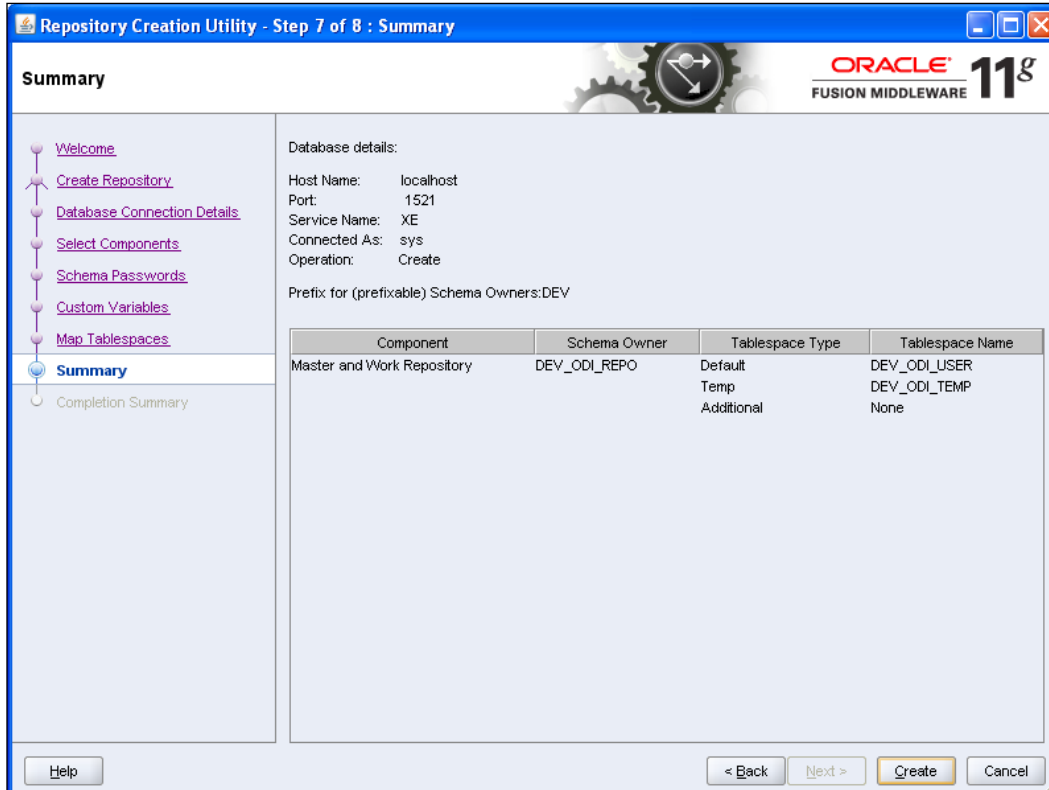 Repository Creation Utility - Step 7 of 8 : Summary
Summary
ORACLE
FUSION MIDDLEWARE 11g
Welcome
Create Repository
Database Connection Details
Select Components
Schema Passwords
Custom Variables
Map Tablespaces
Summary
Completion Summary
Database details:
Host Name: localhost
Port: 1521
Service Name: XE
Connected As: sys
Operation: Create
Prefix for (prefixable) Schema Owners:DEV
Component Schema Owner Tablespace Type Tablespace Name
Master and Work Repository DEV_ODI_REPO Default DEV_ODI_USER
Temp DEV_ODI_TEMP
Additional None
Help < Back Next > Create Cancel